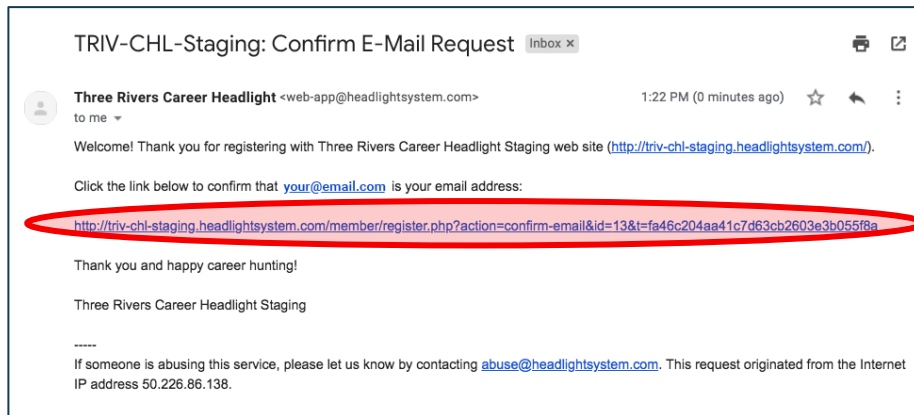 TRIV-CHL-Staging: Confirm E-Mail Request Inbox ×
Three Rivers Career Headlight <web-app@headlightsystem.com> 1:22 PM (0 minutes ago)
to me
Welcome! Thank you for registering with Three Rivers Career Headlight Staging web site (http://triv-chl-staging.headlightsystem.com/).
Click the link below to confirm that your@email.com is your email address:
http://triv-chl-staging.headlightsystem.com/member/register.php?action=confirm-email&id=13&t=fa46c204aa41c7d63cb2603e3b055f8a
Thank you and happy career hunting!
Three Rivers Career Headlight Staging
-----
If someone is abusing this service, please let us know by contacting abuse@headlightsystem.com. This request originated from the Internet
IP address 50.226.86.138.